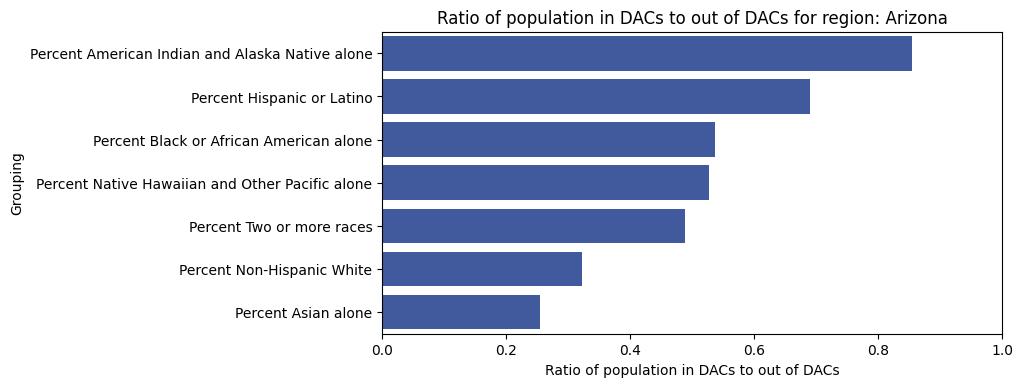 Ratio of population in DACs to out of DACs for region: Arizona
Grouping
Percent American Indian and Alaska Native alone
Percent Hispanic or Latino
Percent Black or African American alone
Percent Native Hawaiian and Other Pacific alone
Percent Two or more races
Percent Non-Hispanic White
Percent Asian alone
0.0 0.2 0.4 0.6 0.8 1.0
Ratio of population in DACs to out of DACs